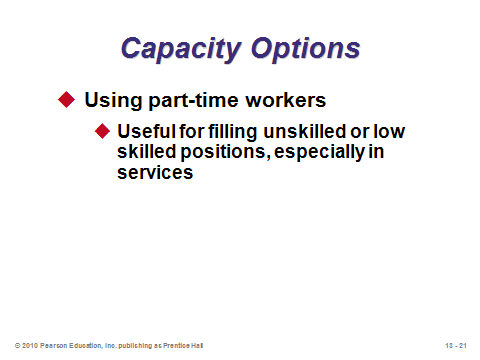 Capacity Options
Using part-time workers
Useful for filling unskilled or low
skilled positions, especially in
services
© 2010 Pearson Education, Inc. publishing as Prentice Hall
13 - 21